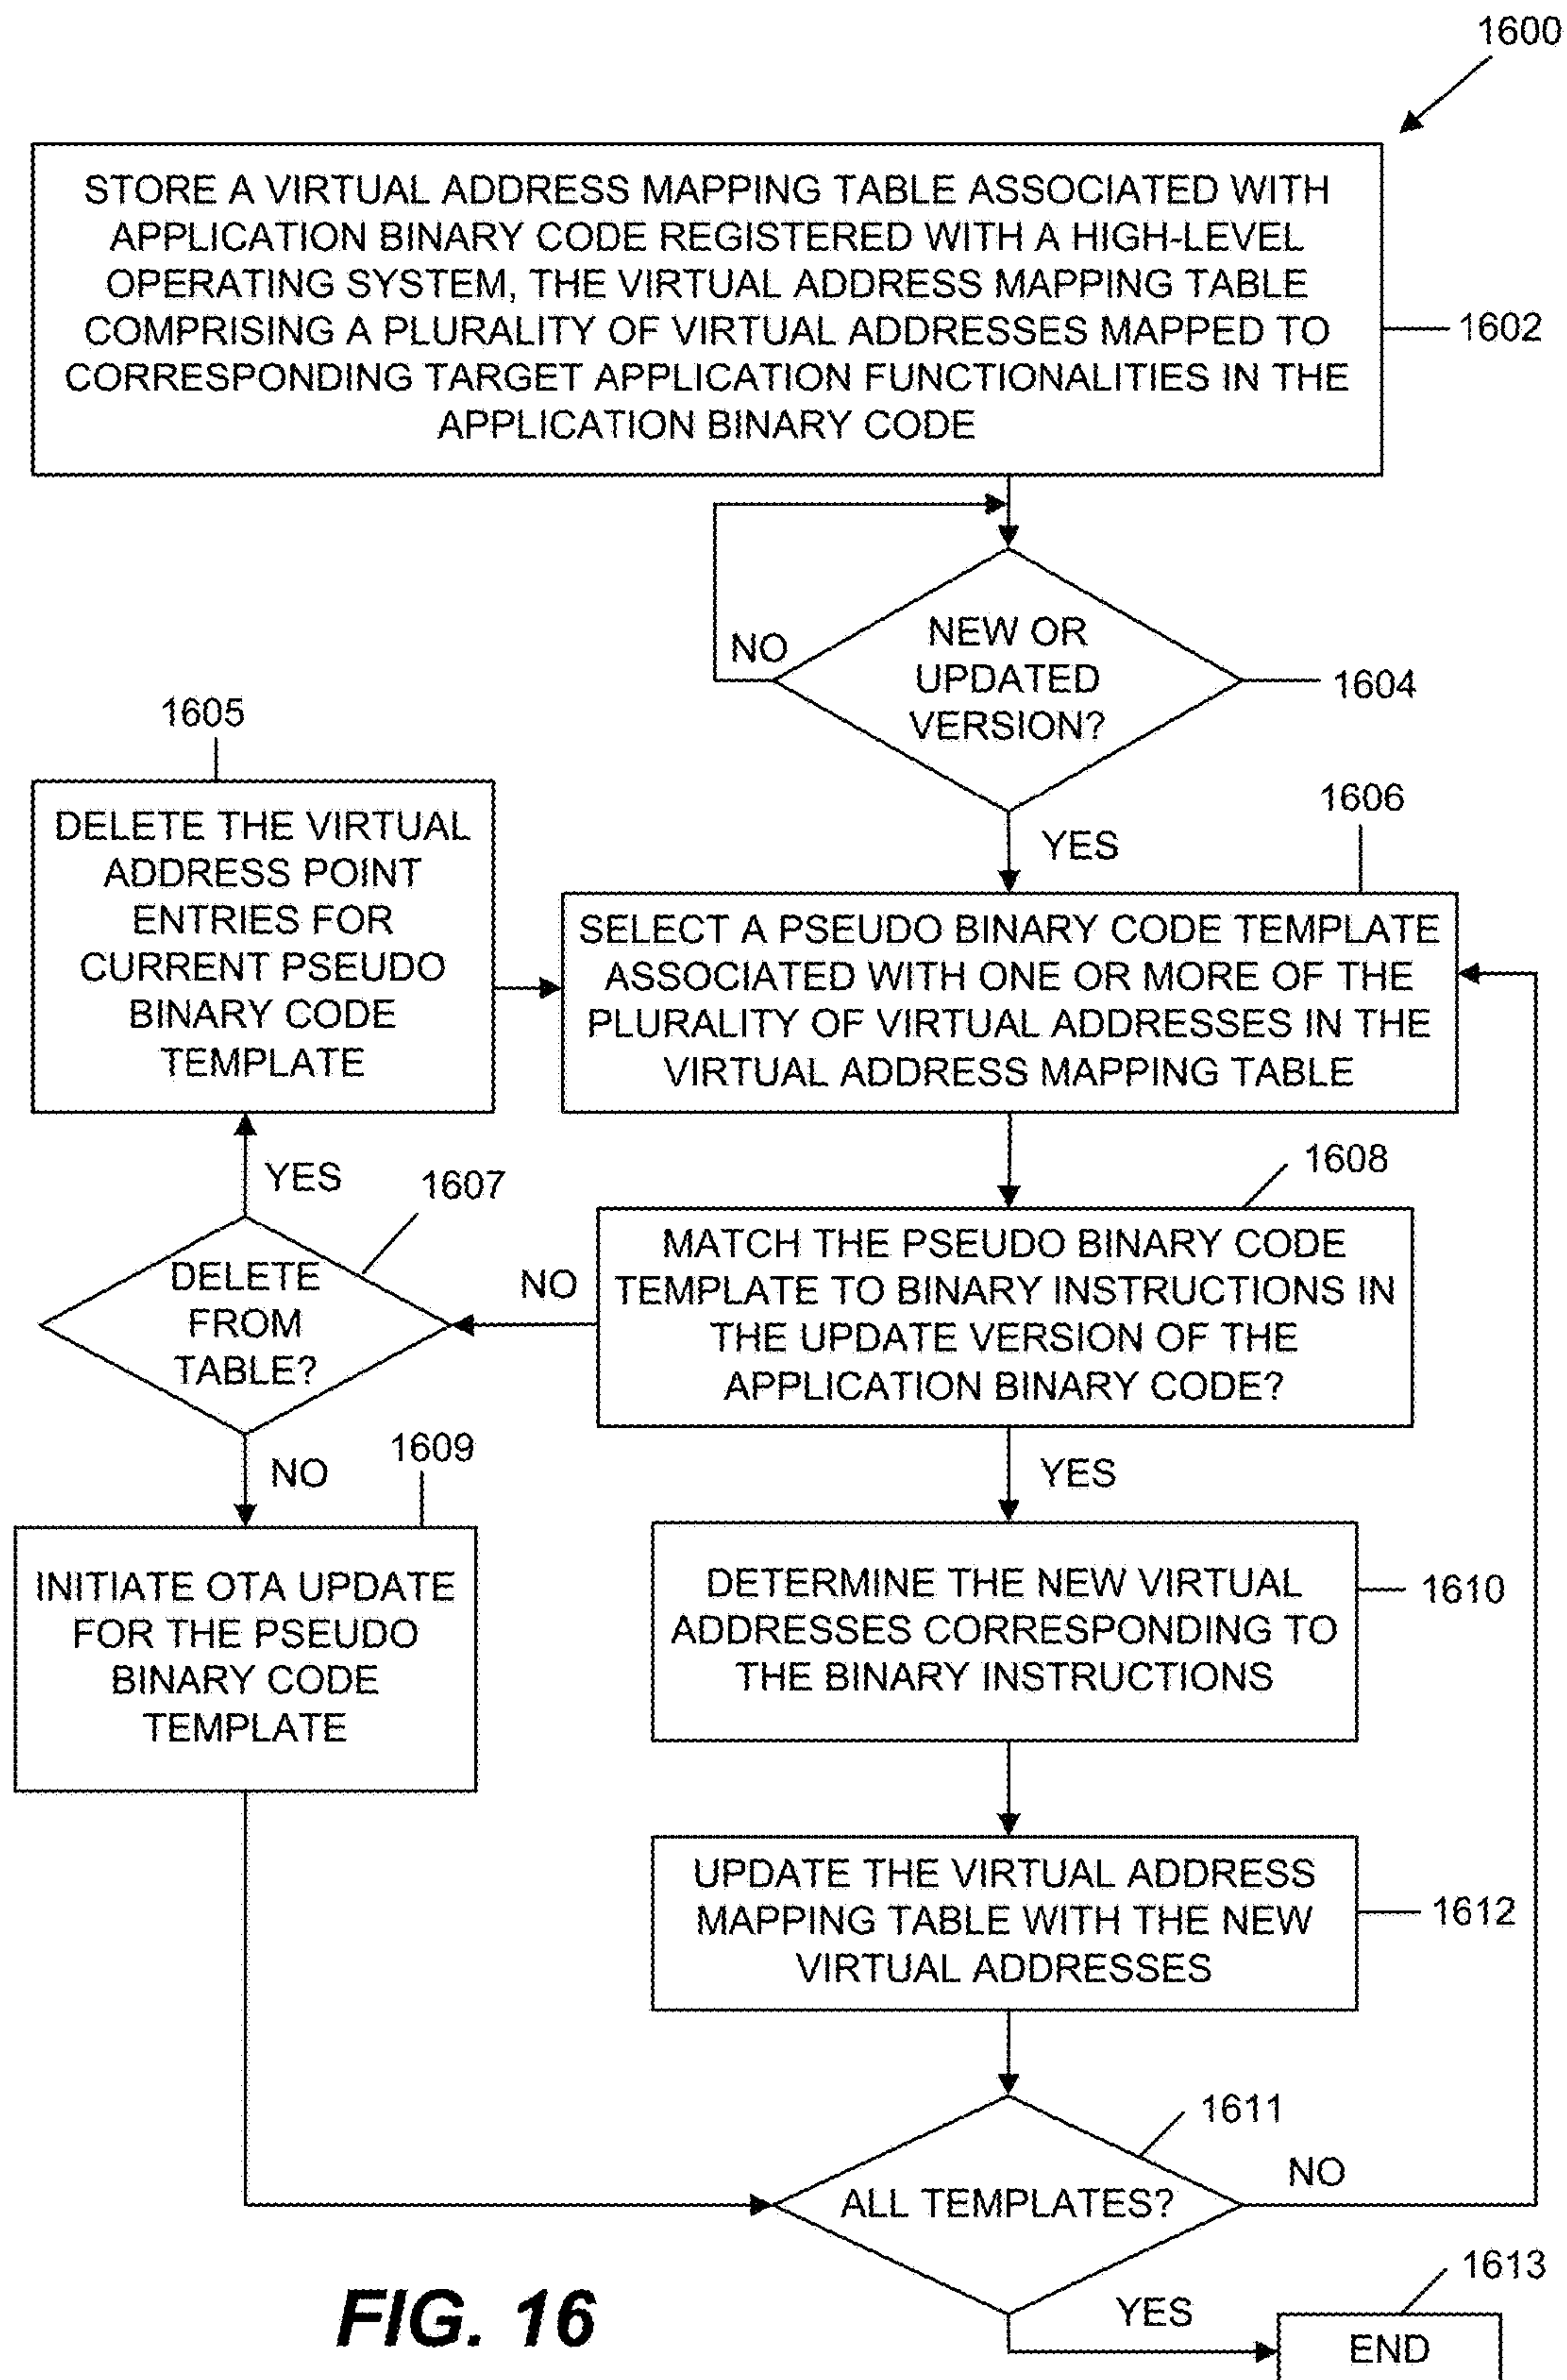 1600
STORE A VIRTUAL ADDRESS MAPPING TABLE ASSOCIATED WITH
APPLICATION BINARY CODE REGISTERED WITH A HIGH-LEVEL
OPERATING SYSTEM, THE VIRTUAL ADDRESS MAPPING TABLE
COMPRISING A PLURALITY OF VIRTUAL ADDRESSES MAPPED TO
CORRESPONDING TARGET APPLICATION FUNCTIONALITIES IN THE
APPLICATION BINARY CODE
1602
NO
NEW OR
UPDATED
VERSION?
1604
YES
1605
DELETE THE VIRTUAL
ADDRESS POINT
ENTRIES FOR
CURRENT PSEUDO
BINARY CODE
TEMPLATE
1606
SELECT A PSEUDO BINARY CODE TEMPLATE
ASSOCIATED WITH ONE OR MORE OF THE
PLURALITY OF VIRTUAL ADDRESSES IN THE
VIRTUAL ADDRESS MAPPING TABLE
YES
1607
DELETE
FROM
TABLE?
NO
1608
MATCH THE PSEUDO BINARY CODE
TEMPLATE TO BINARY INSTRUCTIONS IN
THE UPDATE VERSION OF THE
APPLICATION BINARY CODE?
NO
1609
YES
INITIATE OTA UPDATE
FOR THE PSEUDO
BINARY CODE
TEMPLATE
DETERMINE THE NEW VIRTUAL
ADDRESSES CORRESPONDING TO
THE BINARY INSTRUCTIONS
1610
UPDATE THE VIRTUAL ADDRESS
MAPPING TABLE WITH THE NEW
VIRTUAL ADDRESSES
1612
1611
ALL TEMPLATES?
NO
YES
1613
END
FIG. 16